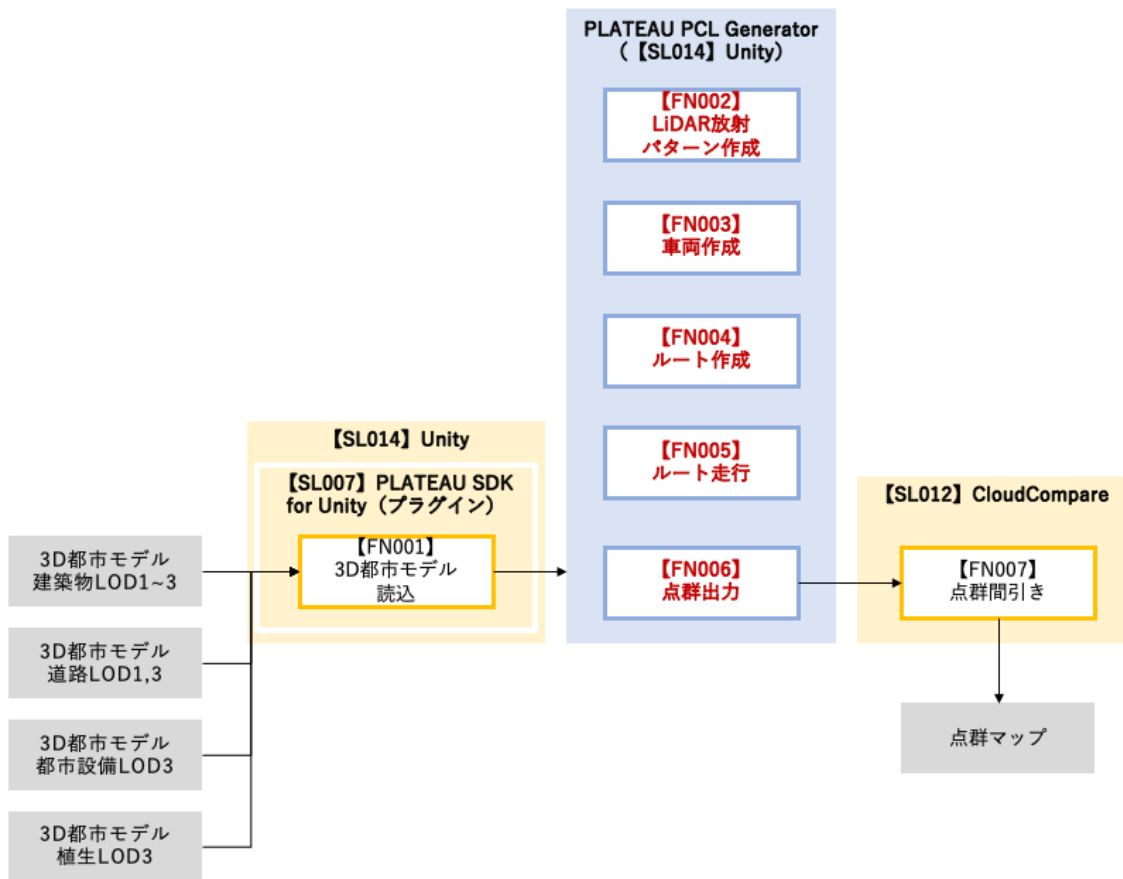 PLATEAU PCL Generator
（【SL014】Unity）
【FN002】
LiDAR放射
パターン作成
【FN003】
車両作成
【FN004】
ルート作成
【FN005】
ルート走行
【FN006】
点群出力
【SL014】Unity
【SL007】PLATEAU SDK
for Unity（プラグイン）
【FN001】
3D都市モデル
読込
3D都市モデル
建築物LOD1~3
3D都市モデル
道路LOD1,3
3D都市モデル
都市設備LOD3
3D都市モデル
植生LOD3
【SL012】CloudCompare
【FN007】
点群間引き
点群マップ